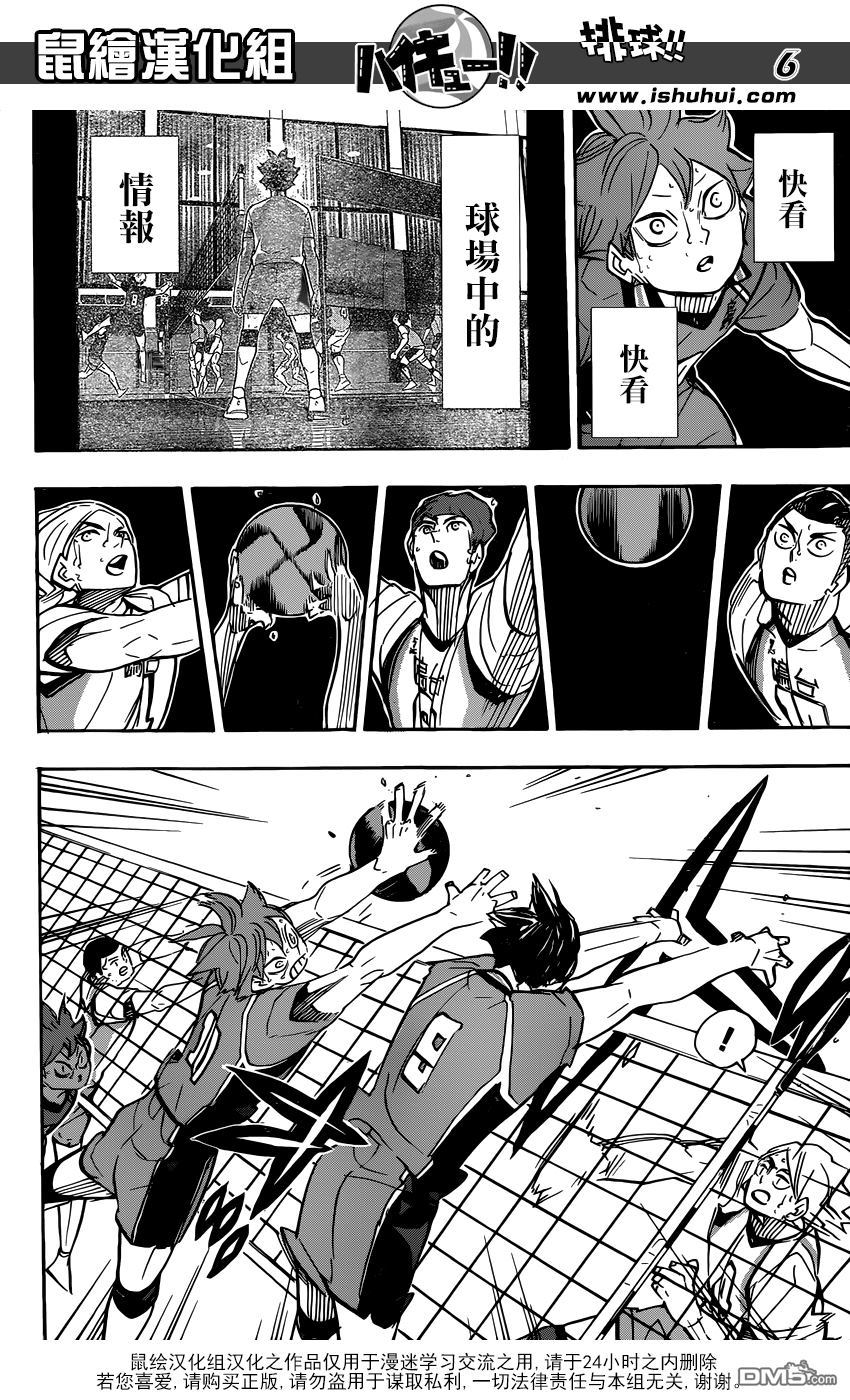 鼠繪漢化組
ハイキュー!!
排球!!
6
www.ishuhui.com
快看
快看
球場中的
情報
鴎台
!
鼠绘汉化组汉化之作品仅用于漫迷学习交流之用, 请于24小时之内删除
若您喜爱, 请购买正版, 请勿盗用于谋取私利, 一切法律责任与本组无关, 谢谢。
DM5.com